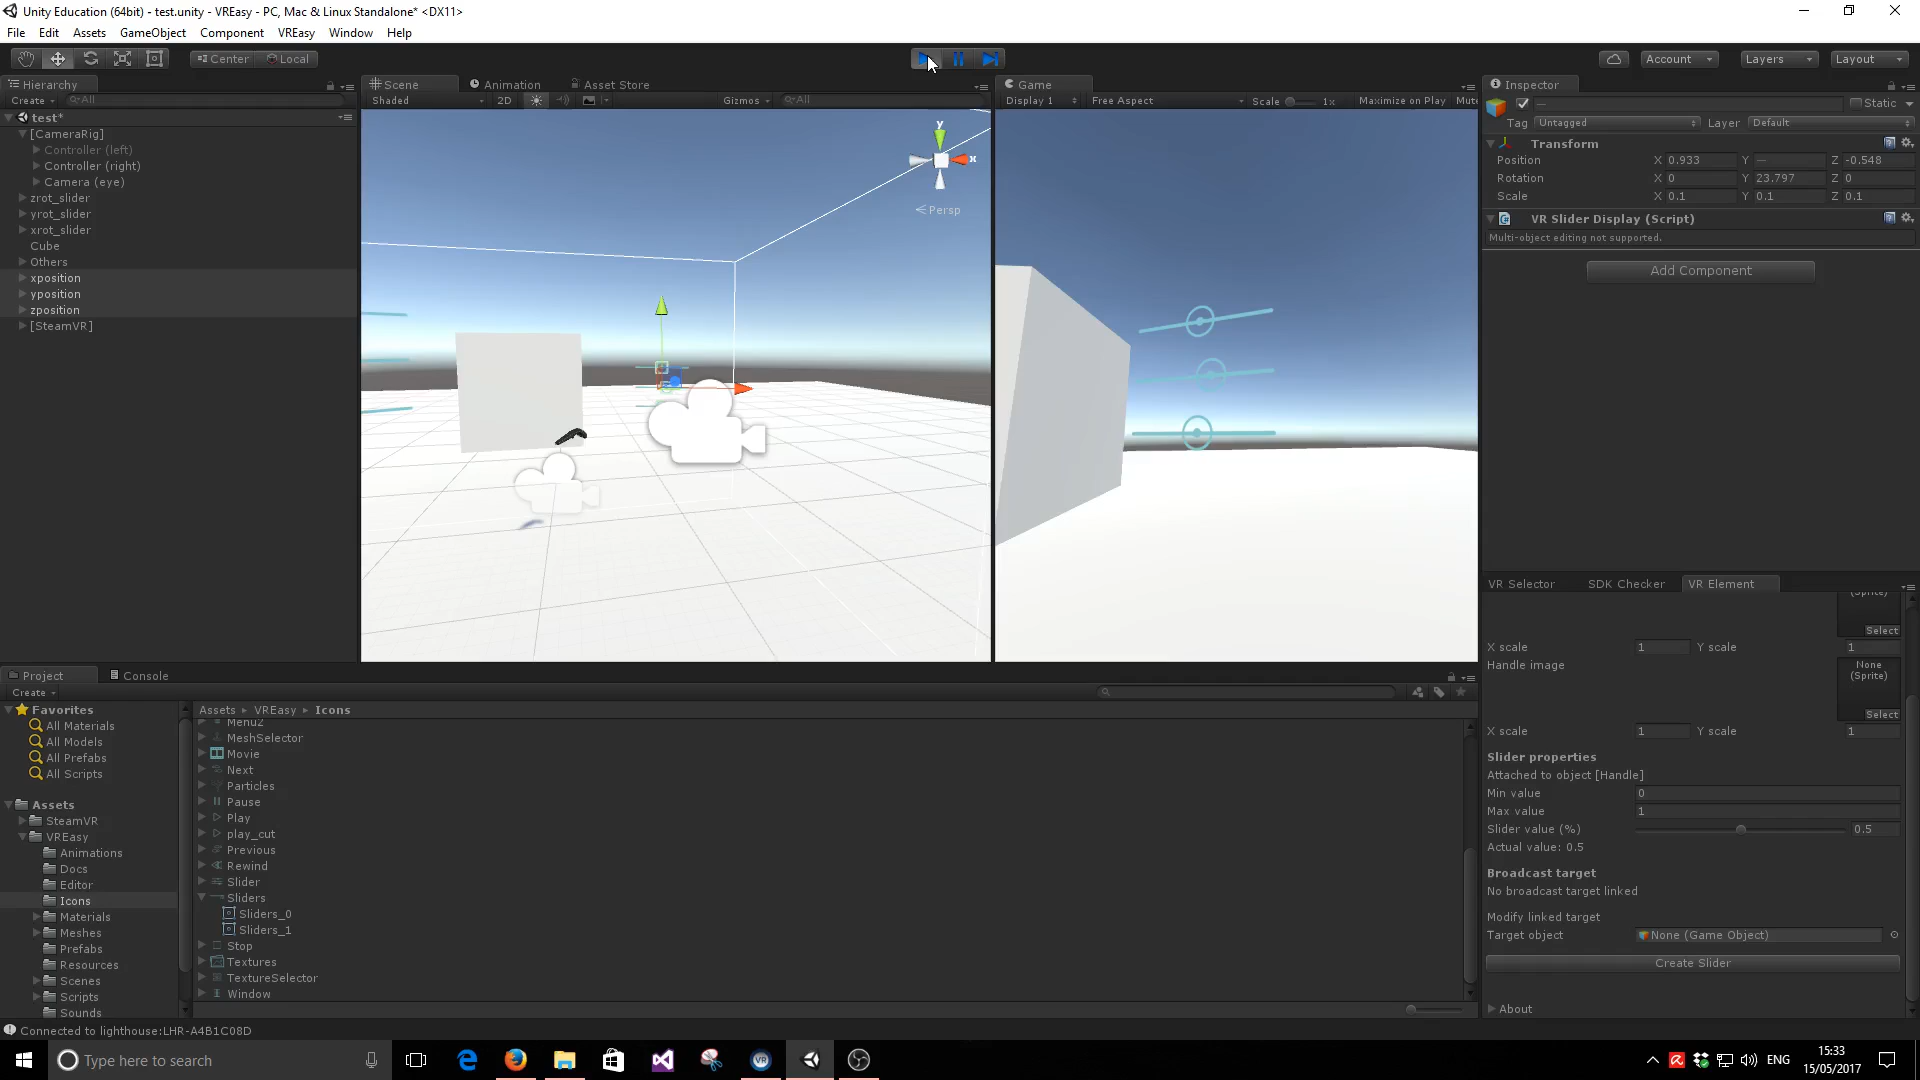 Unity Education (64bit) - test.unity - VREasy - PC, Mac & Linux Standalone* <DX11>
File Edit Assets GameObject Component VREasy Window Help
Center Local Account Layers Layout
Hierarchy
Create All
test*
[CameraRig]
Controller (left)
Controller (right)
Camera (eye)
zrot_slider
yrot_slider
xrot_slider
Cube
Others
xposition
yposition
zposition
[SteamVR]
Scene Animation Asset Store
Shaded 2D Gizmos All
y
x
Persp
Game
Display 1 Free Aspect Scale 1x Maximize on Play Mute
Inspector
— Static
Tag Untagged Layer Default
Transform
Position X 0.933 Y — Z -0.548
Rotation X 0 Y 23.797 Z 0
Scale X 0.1 Y 0.1 Z 0.1
VR Slider Display (Script)
Multi-object editing not supported.
Add Component
VR Selector SDK Checker VR Element
(Sprite)
Select
X scale 1 Y scale 1
Handle image None
(Sprite)
Select
X scale 1 Y scale 1
Slider properties
Attached to object [Handle]
Min value 0
Max value 1
Slider value (%) 0.5
Actual value: 0.5
Broadcast target
No broadcast target linked
Modify linked target
Target object None (Game Object)
Create Slider
About
Project Console
Create
Favorites
All Materials
All Models
All Prefabs
All Scripts
Assets
SteamVR
VREasy
Animations
Docs
Editor
Icons
Materials
Meshes
Prefabs
Resources
Scenes
Scripts
Sounds
Assets VREasy Icons
Menu2
MeshSelector
Movie
Next
Particles
Pause
Play
play_cut
Previous
Rewind
Slider
Sliders
Sliders_0
Sliders_1
Stop
Textures
TextureSelector
Window
Connected to lighthouse:LHR-A4B1C08D
Type here to search
ENG
15:33
15/05/2017